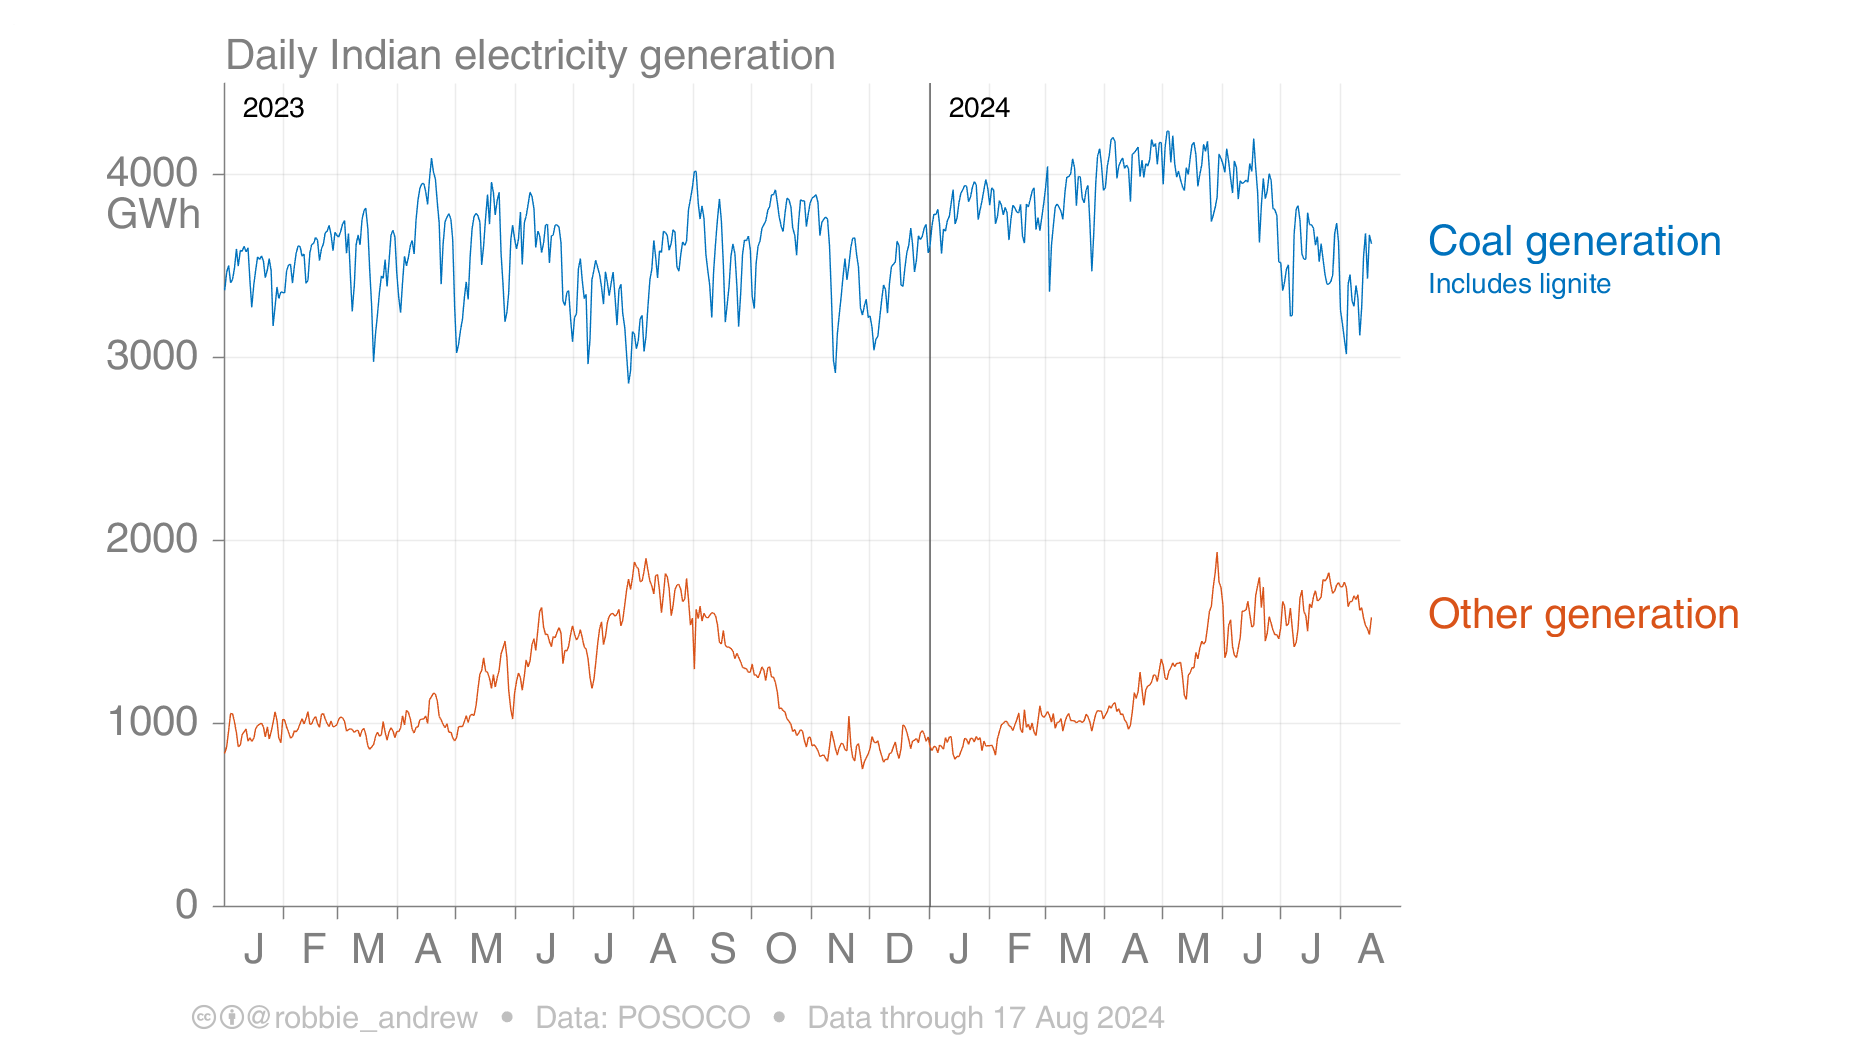 Daily Indian electricity generation
2023
2024
4000
GWh
3000
2000
1000
0
Coal generation
Includes lignite
Other generation
J F M A M J J A S O N D J F M A M J J A
@robbie_andrew • Data: POSOCO • Data through 17 Aug 2024